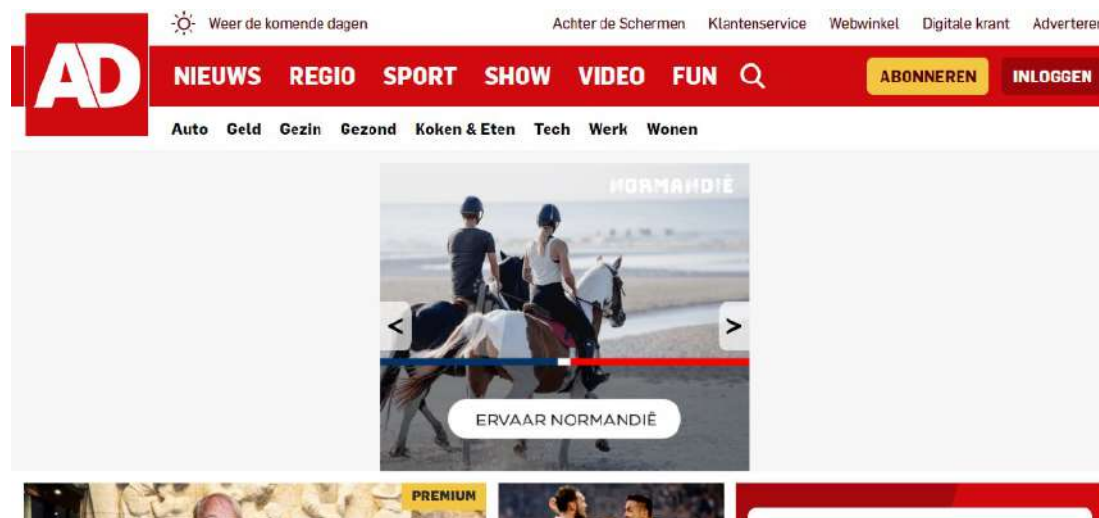 Weer de komende dagen Achter de Schermen Klantenservice Webwinkel Digitale krant Adverteren
AD NIEUWS REGIO SPORT SHOW VIDEO FUN ABONNEREN INLOGGEN
Auto Geld Gezin Gezond Koken & Eten Tech Werk Wonen
NORMANDIË
< >
ERVAAR NORMANDIË
PREMIUM